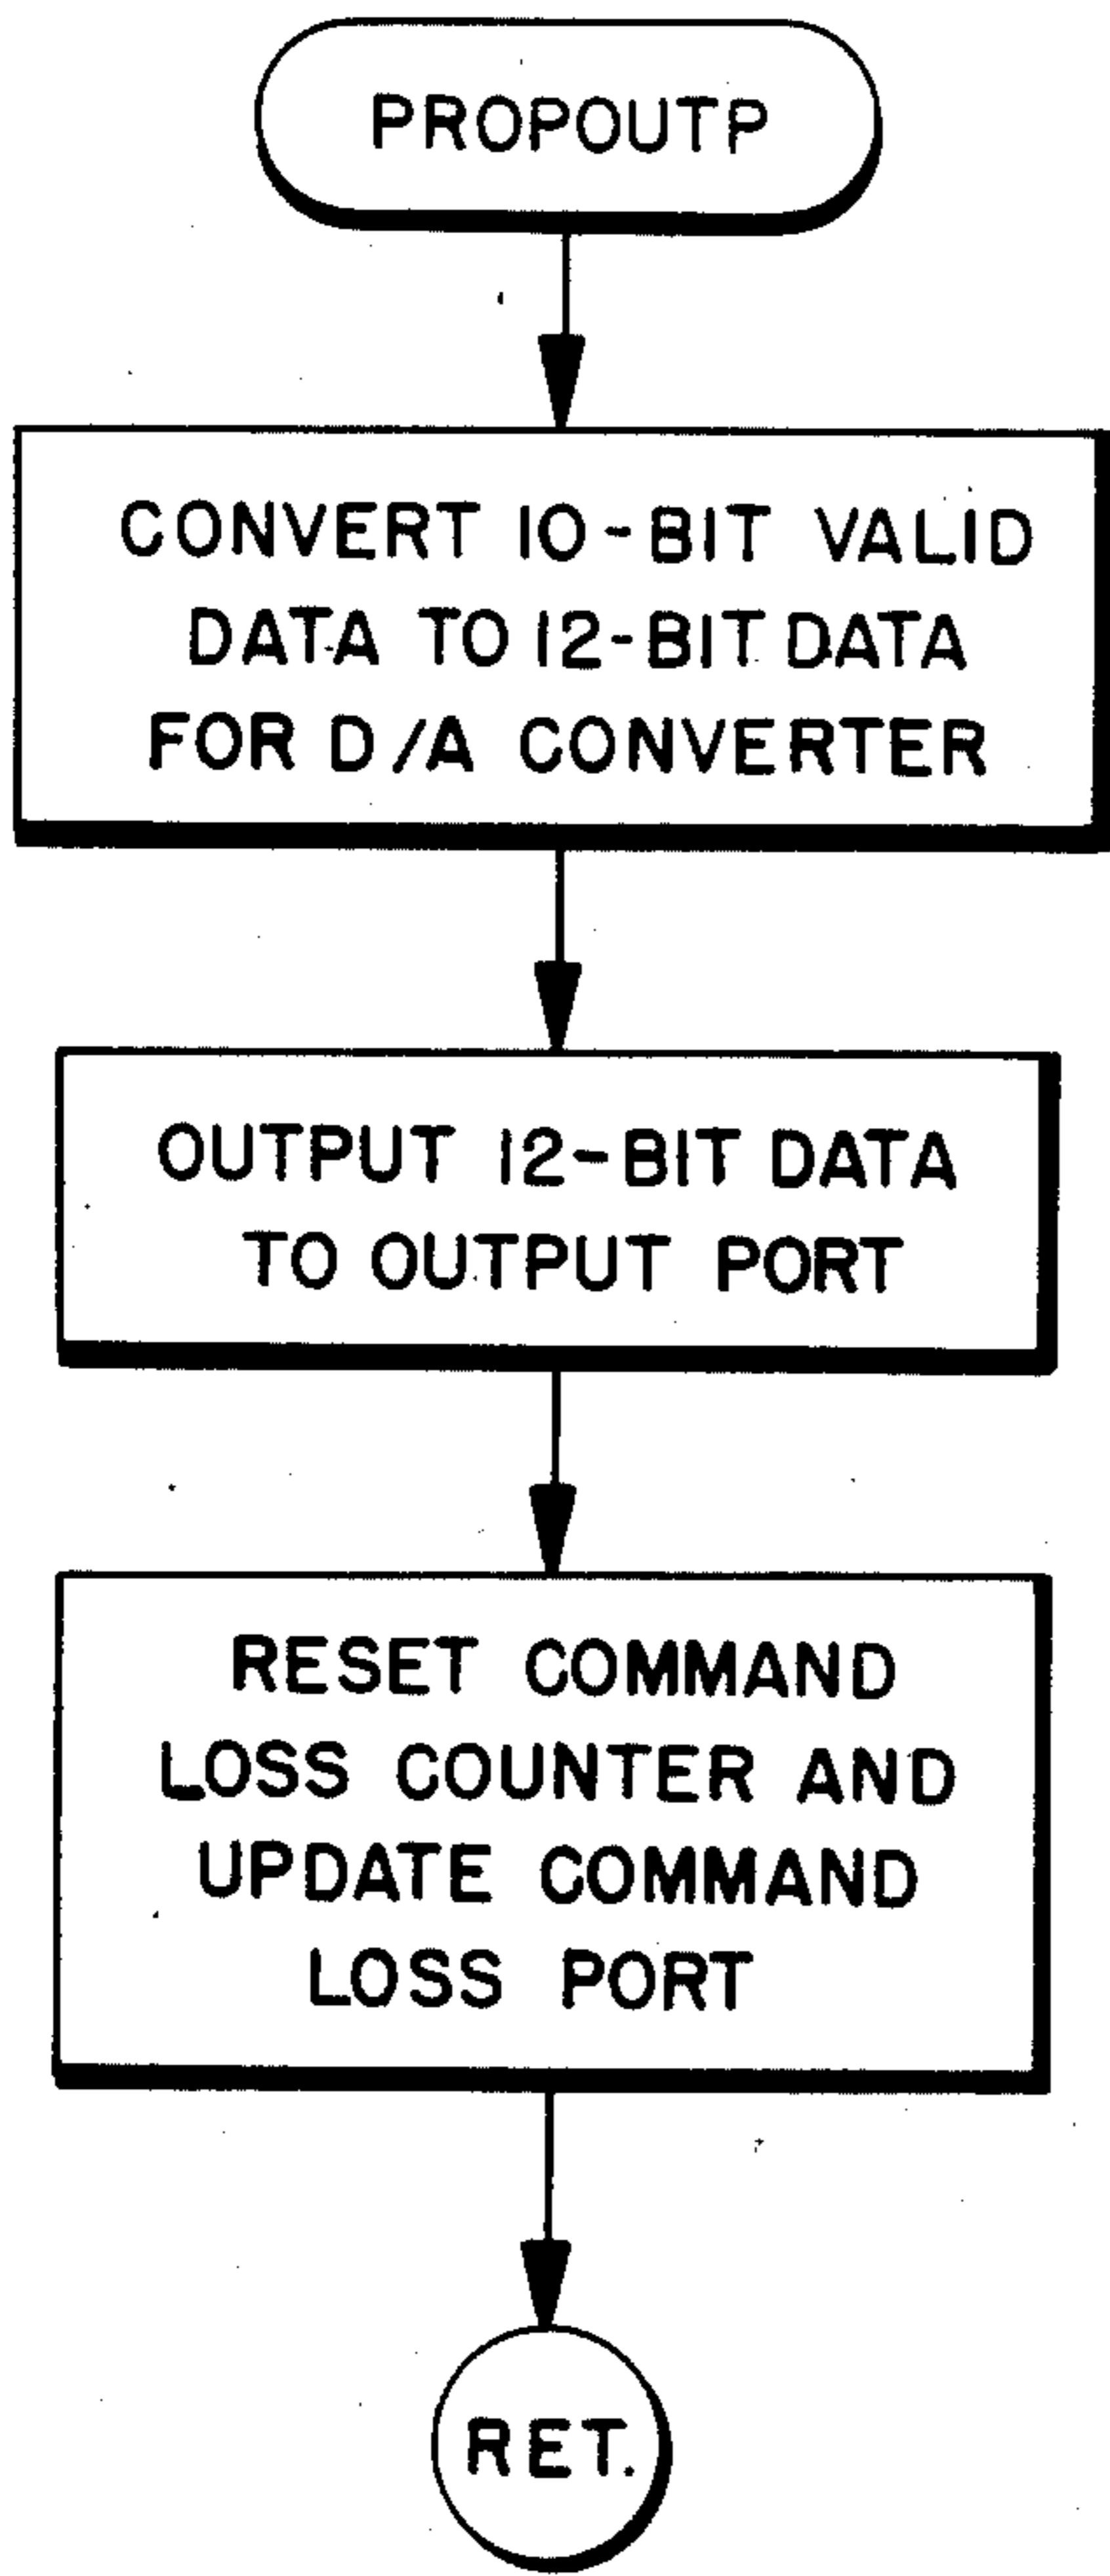 PROPOUTP
CONVERT 10-BIT VALID
DATA TO 12-BIT DATA
FOR D/A CONVERTER
OUTPUT 12-BIT DATA
TO OUTPUT PORT
RESET COMMAND
LOSS COUNTER AND
UPDATE COMMAND
LOSS PORT
RET.